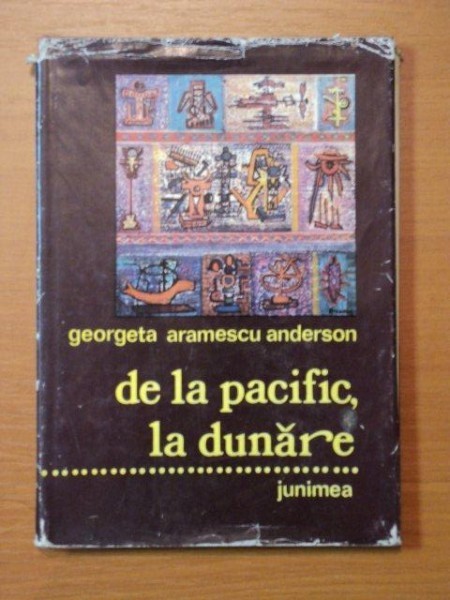 georgeta aramescu anderson
de la pacific,
la dunăre
junimea